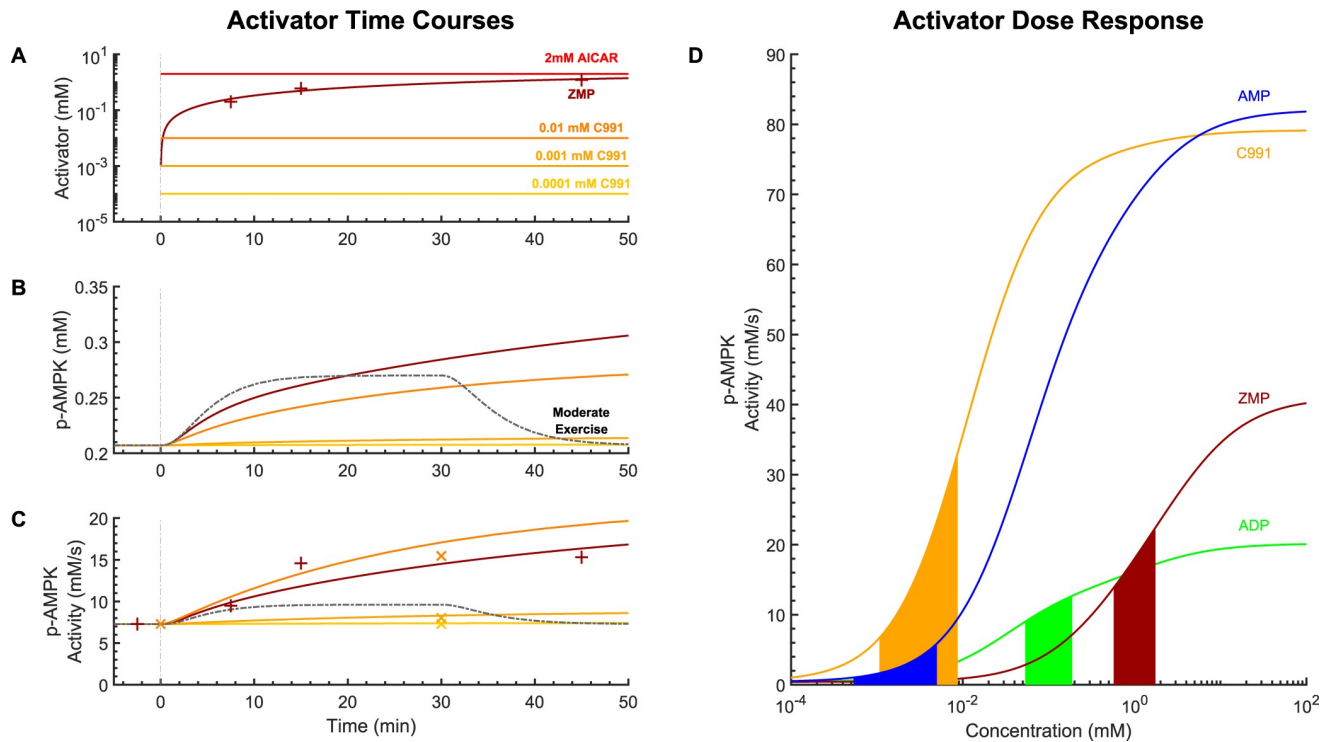 Activator Time Courses
A
Activator (mM)
10^1
10^-1
10^-3
10^-5
2mM AICAR
ZMP
0.01 mM C991
0.001 mM C991
0.0001 mM C991
0 10 20 30 40 50
B
p-AMPK (mM)
0.35
0.3
0.25
0.2
Moderate
Exercise
0 10 20 30 40 50
C
p-AMPK
Activity (mM/s)
20
15
10
5
0
0 10 20 30 40 50
Time (min)
Activator Dose Response
D
p-AMPK
Activity (mM/s)
90
80
70
60
50
40
30
20
10
0
AMP
C991
ZMP
ADP
10^-4 10^-2 10^0 10^2
Concentration (mM)